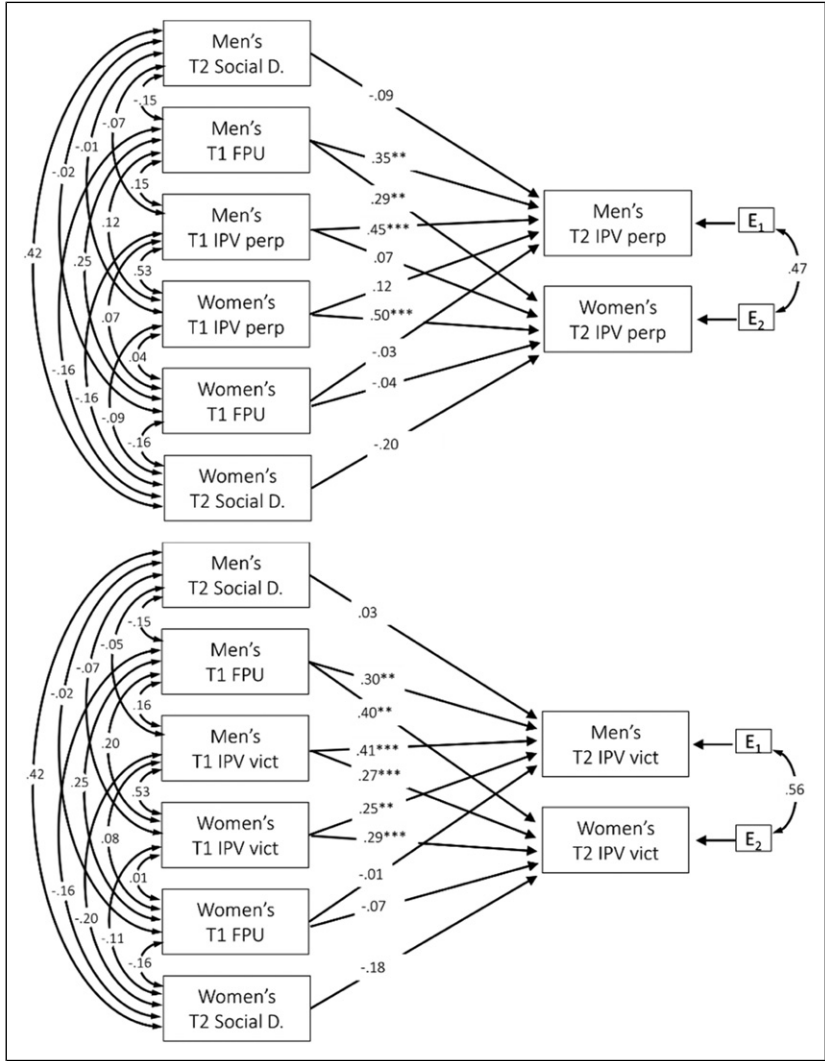 Men's
T2 Social D.
-.09
-.15
-.07
Men's
T1 FPU
-.01
.35**
-.02
.15
.29**
Men's
T1 IPV perp
.12
.45***
Men's
T2 IPV perp
E1
.42
.25
.53
.07
.47
Women's
T1 IPV perp
.12
.07
.50***
Women's
T2 IPV perp
E2
.04
-.03
-.16
-.16
Women's
T1 FPU
-.04
-.09
-.16
-.20
Women's
T2 Social D.
Men's
T2 Social D.
.03
-.15
-.05
Men's
T1 FPU
-.07
.30**
-.02
.16
.40**
Men's
T1 IPV vict
.20
.41***
Men's
T2 IPV vict
E1
.42
.25
.53
.27***
.56
Women's
T1 IPV vict
.25**
.08
.29***
Women's
T2 IPV vict
E2
.01
-.01
-.16
-.20
Women's
T1 FPU
-.07
-.11
-.16
-.18
Women's
T2 Social D.